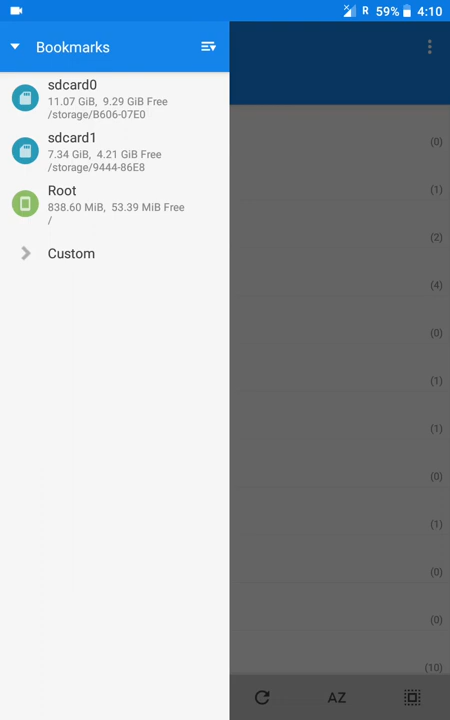 R 59% 4:10
Bookmarks
sdcard0
11.07 GiB, 9.29 GiB Free
/storage/B606-07E0
sdcard1
7.34 GiB, 4.21 GiB Free
/storage/9444-86E8
Root
838.60 MiB, 53.39 MiB Free
/
Custom
(0)
(1)
(2)
(4)
(0)
(1)
(1)
(0)
(1)
(0)
(0)
(10)
AZ